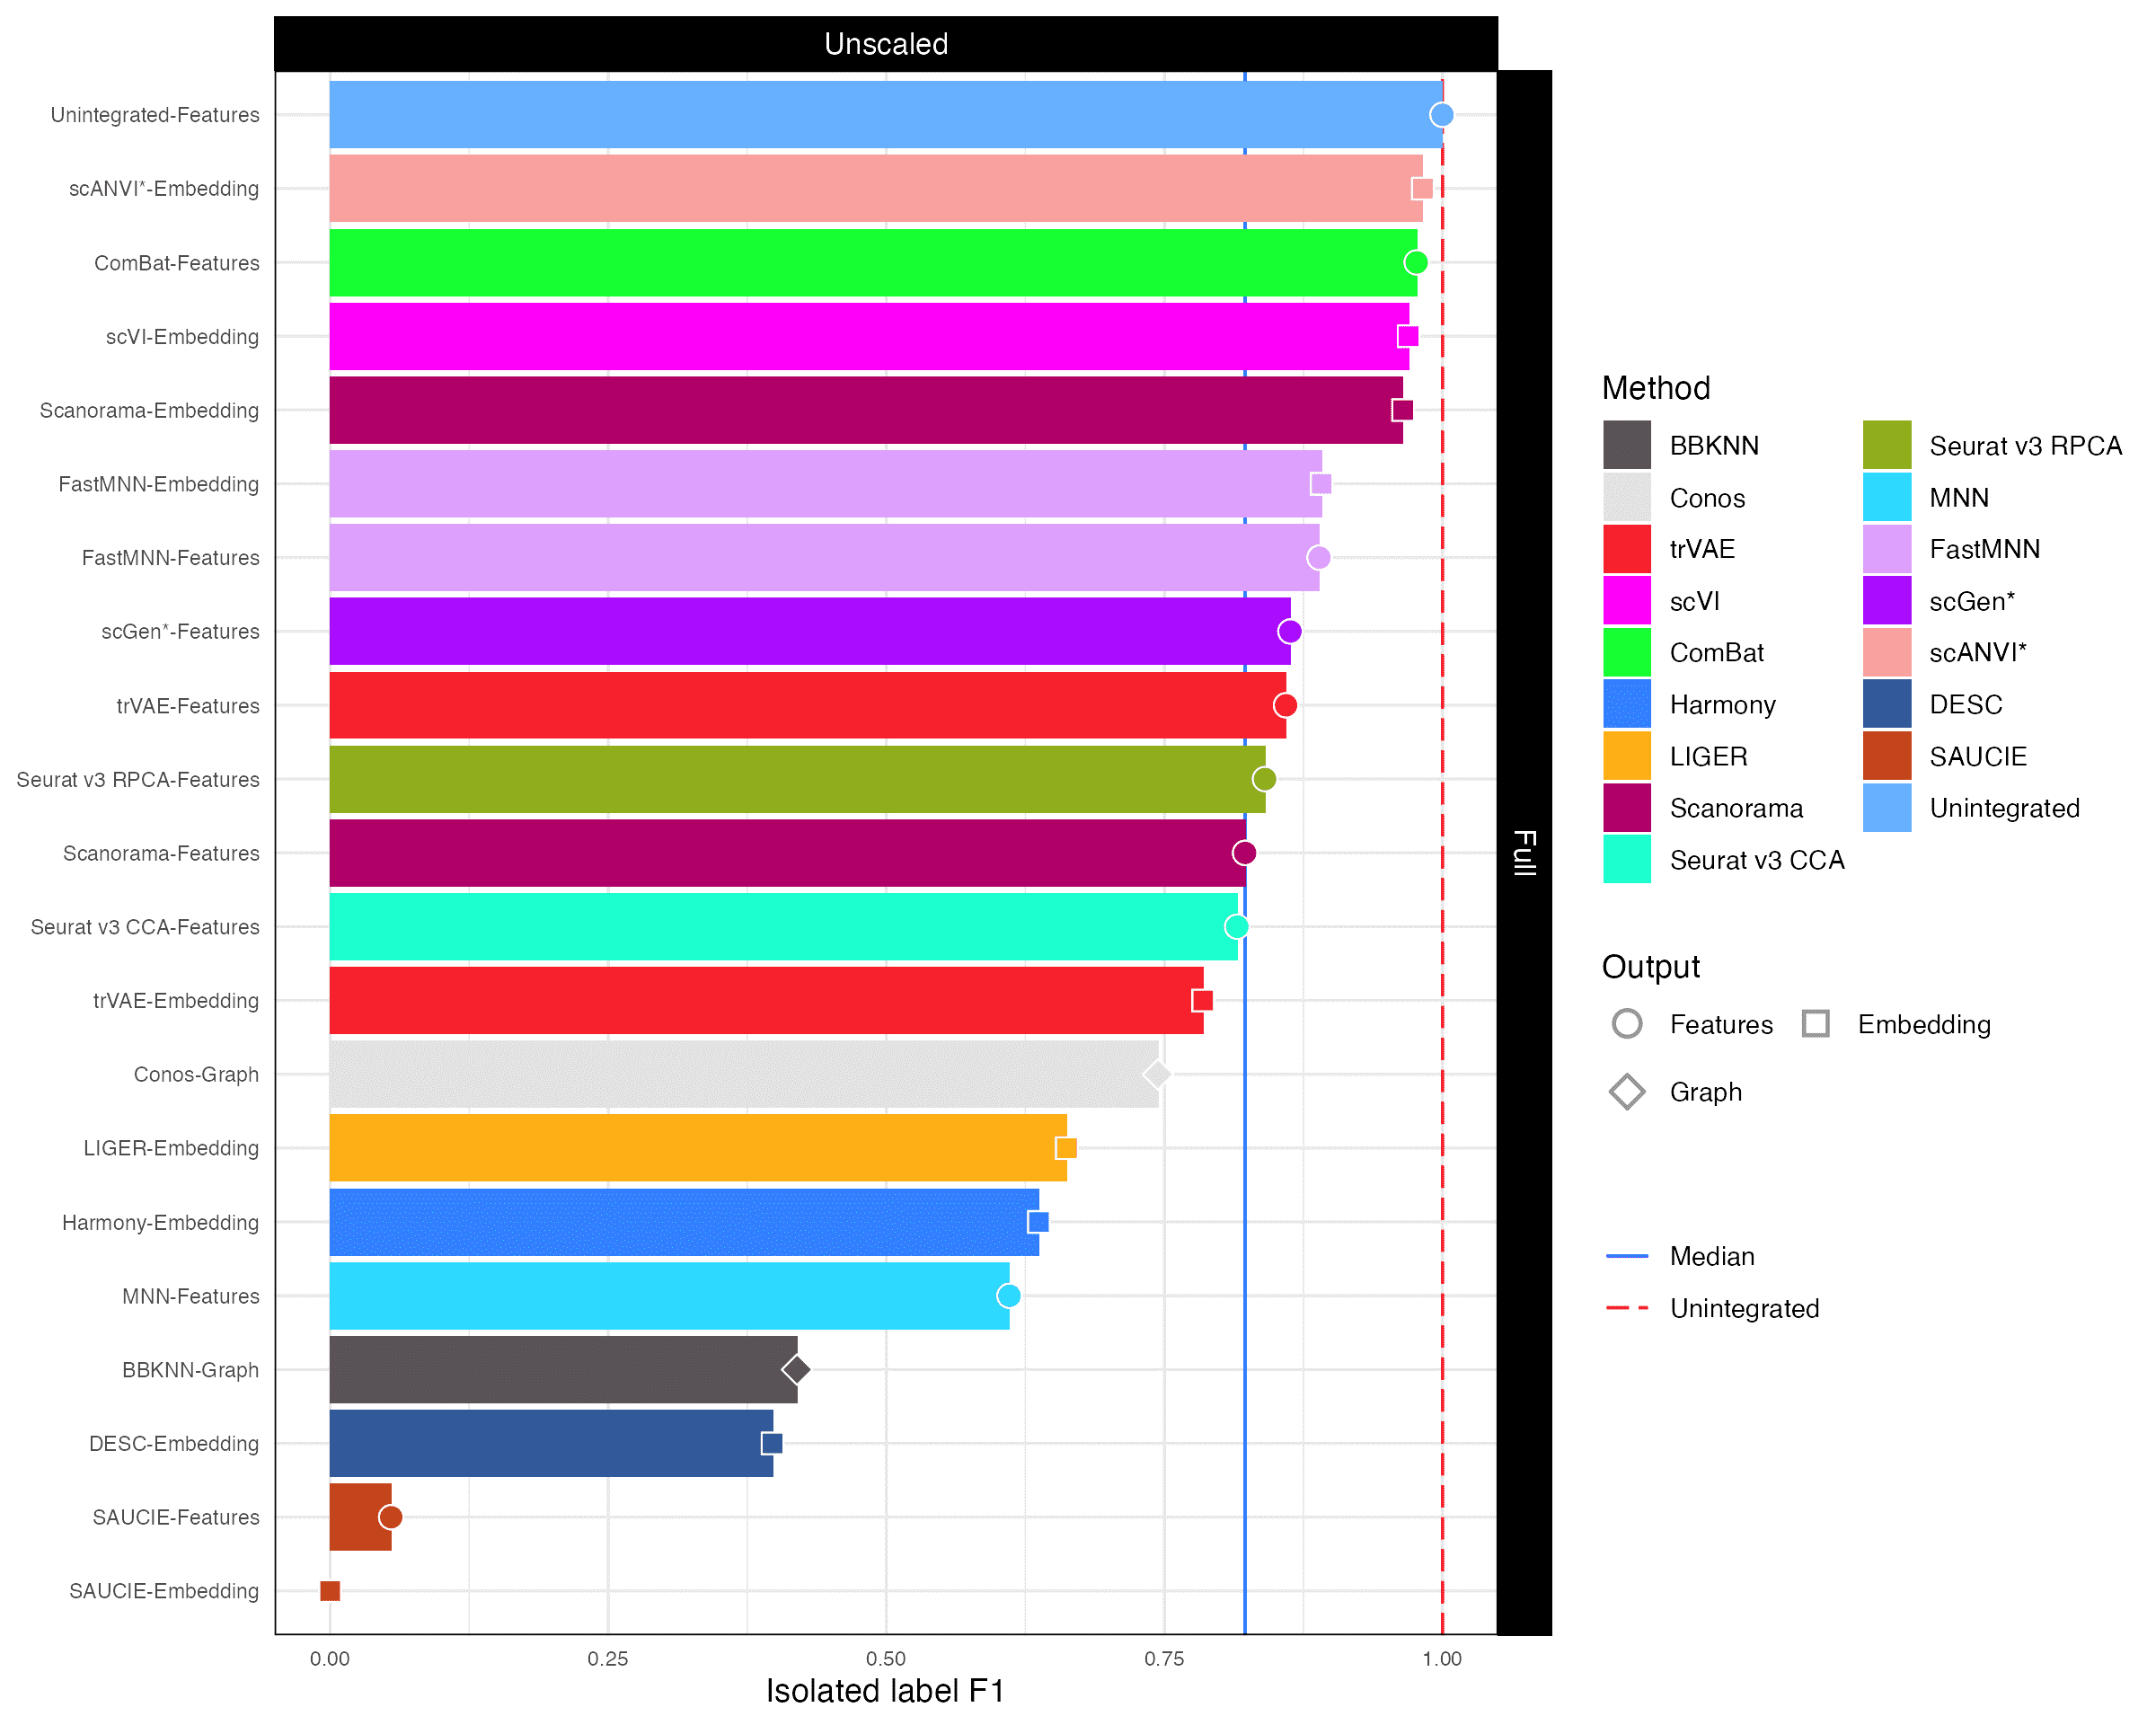 Unscaled
Unintegrated-Features
scANVI*-Embedding
ComBat-Features
scVI-Embedding
Scanorama-Embedding
FastMNN-Embedding
FastMNN-Features
scGen*-Features
trVAE-Features
Seurat v3 RPCA-Features
Scanorama-Features
Seurat v3 CCA-Features
trVAE-Embedding
Conos-Graph
LIGER-Embedding
Harmony-Embedding
MNN-Features
BBKNN-Graph
DESC-Embedding
SAUCIE-Features
SAUCIE-Embedding
0.00 0.25 0.50 0.75 1.00
Isolated label F1
Full
Method
BBKNN
Conos
trVAE
scVI
ComBat
Harmony
LIGER
Scanorama
Seurat v3 CCA
Seurat v3 RPCA
MNN
FastMNN
scGen*
scANVI*
DESC
SAUCIE
Unintegrated
Output
Features Embedding
Graph
Median
Unintegrated